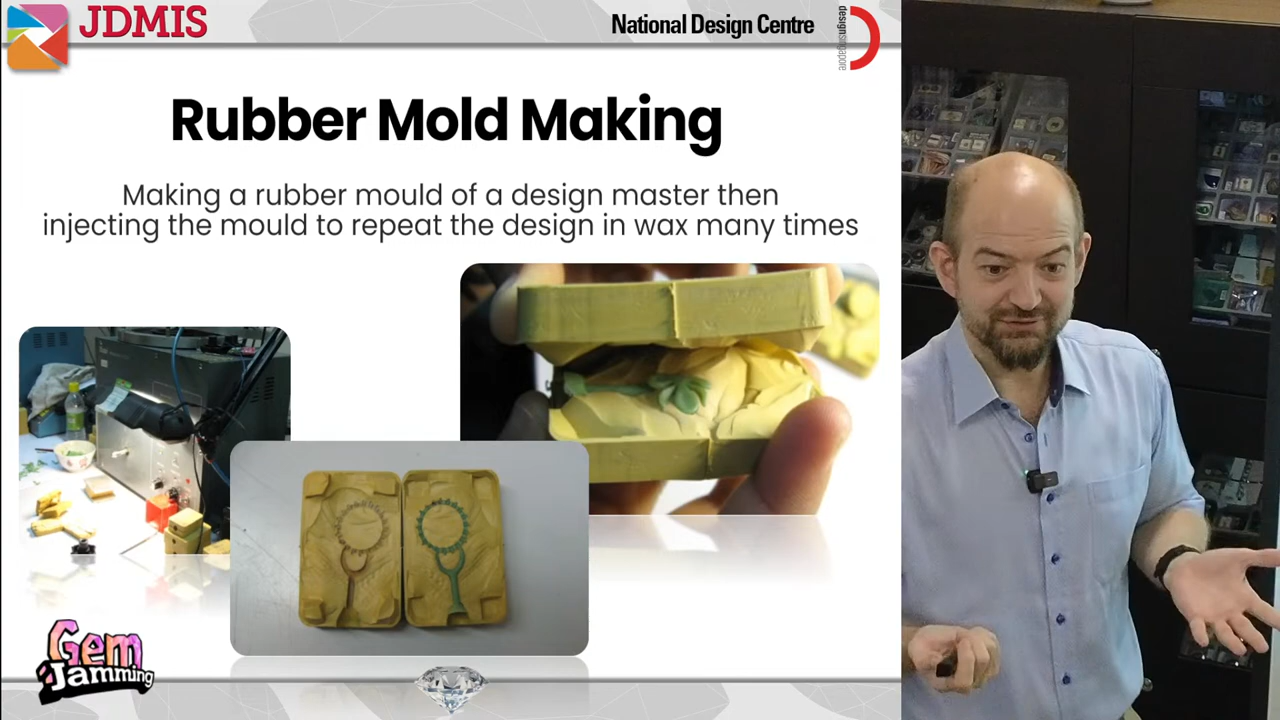 JDMIS
National Design Centre
designsingapore
Rubber Mold Making
Making a rubber mould of a design master then
injecting the mould to repeat the design in wax many times
Gem
Jamming